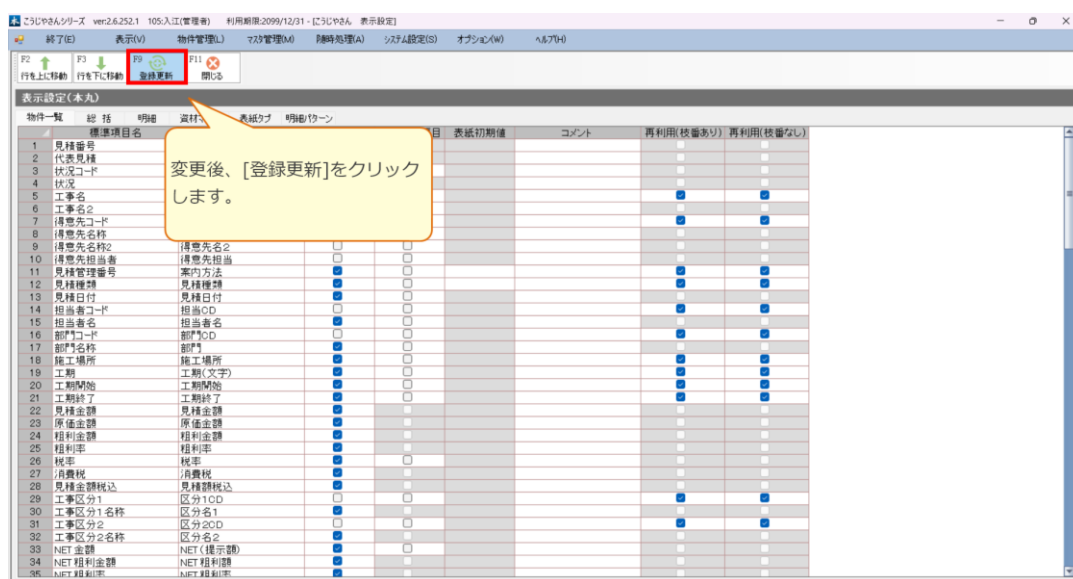 こうじやさんシリーズ ver:2.6.252.1 105:入江(管理者) 利用期限:2099/12/31 - [こうじやさん 表示設定]
終了(E) 表示(V) 物件管理(L) マスタ管理(M) 随時処理(A) システム設定(S) オプション(W) ヘルプ(H)
F2 F3 F9 F11
行を上に移動 行を下に移動 登録更新 閉じる
表示設定(本丸)
物件一覧 総 括 明細 資材 表紙タブ 明細パターン
標準項目名 目 表紙初期値 コメント 再利用(枝番あり) 再利用(枝番なし)
変更後、[登録更新]をクリック
します。
1 見積番号
2 代表見積
3 状況コード
4 状況
5 工事名
6 工事名2
7 得意先コード
8 得意先名称
9 得意先名称2 得意先名2
10 得意先担当者 得意先担当
11 見積管理番号 案内方法
12 見積種類 見積種類
13 見積日付 見積日付
14 担当者コード 担当CD
15 担当者名 担当者名
16 部門コード 部門CD
17 部門名称 部門
18 施工場所 施工場所
19 工期 工期(文字)
20 工期開始 工期開始
21 工期終了 工期終了
22 見積金額 見積金額
23 原価金額 原価金額
24 粗利金額 粗利金額
25 粗利率 粗利率
26 税率 税率
27 消費税 消費税
28 見積金額税込 見積額税込
29 工事区分1 区分1CD
30 工事区分1名称 区分名1
31 工事区分2 区分2CD
32 工事区分2名称 区分名2
33 NET金額 NET(提示額)
34 NET粗利金額 NET粗利額
35 NET粗利率 NET粗利率